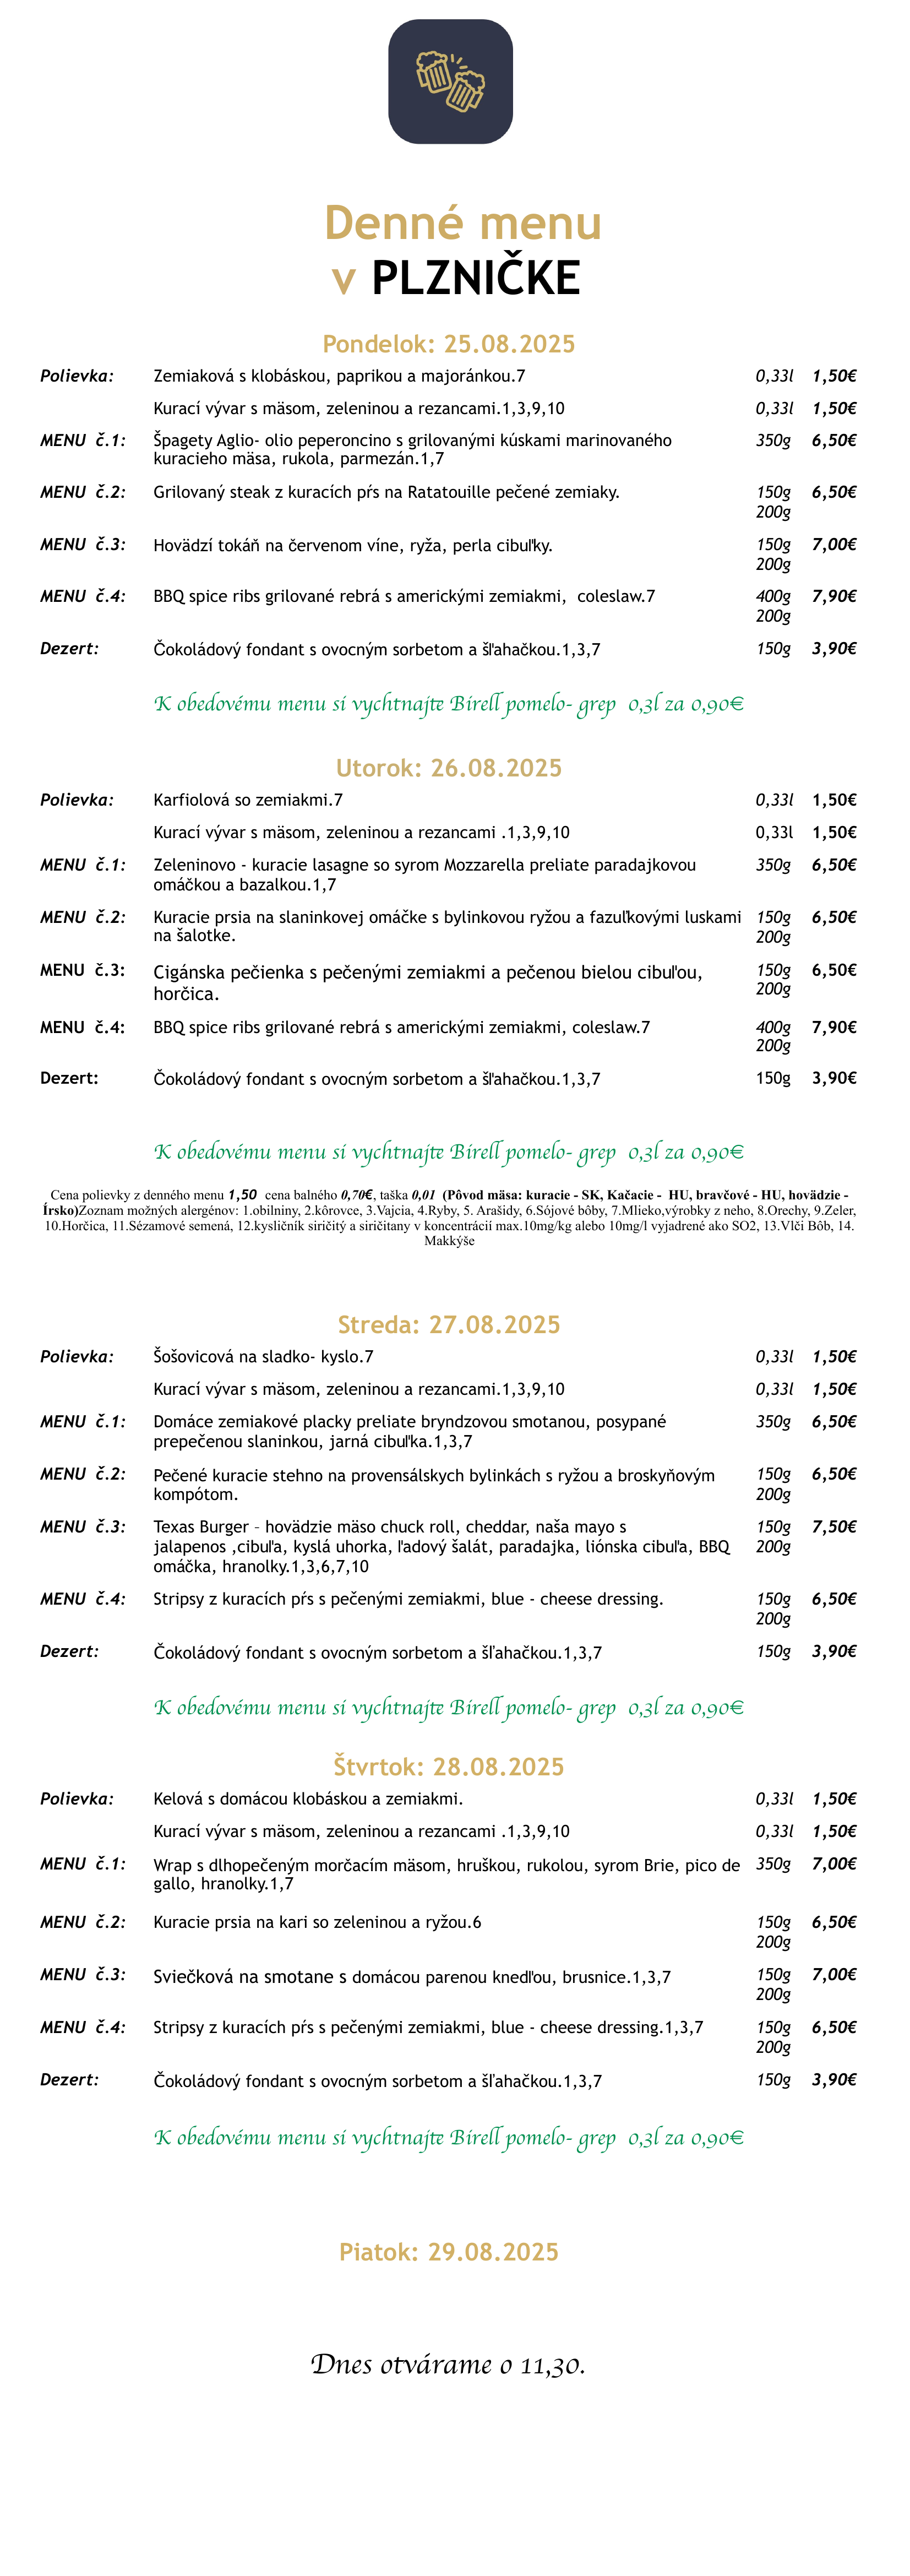 Denné menu
v PLZNIČKE
Pondelok: 25.08.2025
Polievka: Zemiaková s klobáskou, paprikou a majoránkou.7 0,33l 1,50€
Kurací vývar s mäsom, zeleninou a rezancami.1,3,9,10 0,33l 1,50€
MENU č.1: Špagety Aglio- olio peperoncino s grilovanými kúskami marinovaného 350g 6,50€
kuracieho mäsa, rukola, parmezán.1,7
MENU č.2: Grilovaný steak z kuracích pŕs na Ratatouille pečené zemiaky. 150g 6,50€
200g
MENU č.3: Hovädzí tokáň na červenom víne, ryža, perla cibuľky. 150g 7,00€
200g
MENU č.4: BBQ spice ribs grilované rebrá s americkými zemiakmi, coleslaw.7 400g 7,90€
200g
Dezert: Čokoládový fondant s ovocným sorbetom a šľahačkou.1,3,7 150g 3,90€
K obedovému menu si vychtnajte Birell pomelo- grep 0,3l za 0,90€
Utorok: 26.08.2025
Polievka: Karfiolová so zemiakmi.7 0,33l 1,50€
Kurací vývar s mäsom, zeleninou a rezancami .1,3,9,10 0,33l 1,50€
MENU č.1: Zeleninovo - kuracie lasagne so syrom Mozzarella preliate paradajkovou 350g 6,50€
omáčkou a bazalkou.1,7
MENU č.2: Kuracie prsia na slaninkovej omáčke s bylinkovou ryžou a fazuľkovými luskami 150g 6,50€
na šalotke. 200g
MENU č.3: Cigánska pečienka s pečenými zemiakmi a pečenou bielou cibuľou, 150g 6,50€
horčica. 200g
MENU č.4: BBQ spice ribs grilované rebrá s americkými zemiakmi, coleslaw.7 400g 7,90€
200g
Dezert: Čokoládový fondant s ovocným sorbetom a šľahačkou.1,3,7 150g 3,90€
K obedovému menu si vychtnajte Birell pomelo- grep 0,3l za 0,90€
Cena polievky z denného menu 1,50 cena balného 0,70€, taška 0,01 (Pôvod mäsa: kuracie - SK, Kačacie - HU, bravčové - HU, hovädzie -
Írsko)Zoznam možných alergénov: 1.obilniny, 2.kôrovce, 3.Vajcia, 4.Ryby, 5. Arašidy, 6.Sójové bôby, 7.Mlieko,výrobky z neho, 8.Orechy, 9.Zeler,
10.Horčica, 11.Sézamové semená, 12.kysličník siričitý a siričitany v koncentrácií max.10mg/kg alebo 10mg/l vyjadrené ako SO2, 13.Vlčí Bôb, 14.
Makkýše
Streda: 27.08.2025
Polievka: Šošovicová na sladko- kyslo.7 0,33l 1,50€
Kurací vývar s mäsom, zeleninou a rezancami.1,3,9,10 0,33l 1,50€
MENU č.1: Domáce zemiakové placky preliate bryndzovou smotanou, posypané 350g 6,50€
prepečenou slaninkou, jarná cibuľka.1,3,7
MENU č.2: Pečené kuracie stehno na provensálskych bylinkách s ryžou a broskyňovým 150g 6,50€
kompótom. 200g
MENU č.3: Texas Burger – hovädzie mäso chuck roll, cheddar, naša mayo s 150g 7,50€
jalapenos ,cibuľa, kyslá uhorka, ľadový šalát, paradajka, liónska cibuľa, BBQ 200g
omáčka, hranolky.1,3,6,7,10
MENU č.4: Stripsy z kuracích pŕs s pečenými zemiakmi, blue - cheese dressing. 150g 6,50€
200g
Dezert: Čokoládový fondant s ovocným sorbetom a šľahačkou.1,3,7 150g 3,90€
K obedovému menu si vychtnajte Birell pomelo- grep 0,3l za 0,90€
Štvrtok: 28.08.2025
Polievka: Kelová s domácou klobáskou a zemiakmi. 0,33l 1,50€
Kurací vývar s mäsom, zeleninou a rezancami .1,3,9,10 0,33l 1,50€
MENU č.1: Wrap s dlhopečeným morčacím mäsom, hruškou, rukolou, syrom Brie, pico de 350g 7,00€
gallo, hranolky.1,7
MENU č.2: Kuracie prsia na kari so zeleninou a ryžou.6 150g 6,50€
200g
MENU č.3: Sviečková na smotane s domácou parenou knedľou, brusnice.1,3,7 150g 7,00€
200g
MENU č.4: Stripsy z kuracích pŕs s pečenými zemiakmi, blue - cheese dressing.1,3,7 150g 6,50€
200g
Dezert: Čokoládový fondant s ovocným sorbetom a šľahačkou.1,3,7 150g 3,90€
K obedovému menu si vychtnajte Birell pomelo- grep 0,3l za 0,90€
Piatok: 29.08.2025
Dnes otvárame o 11,30.